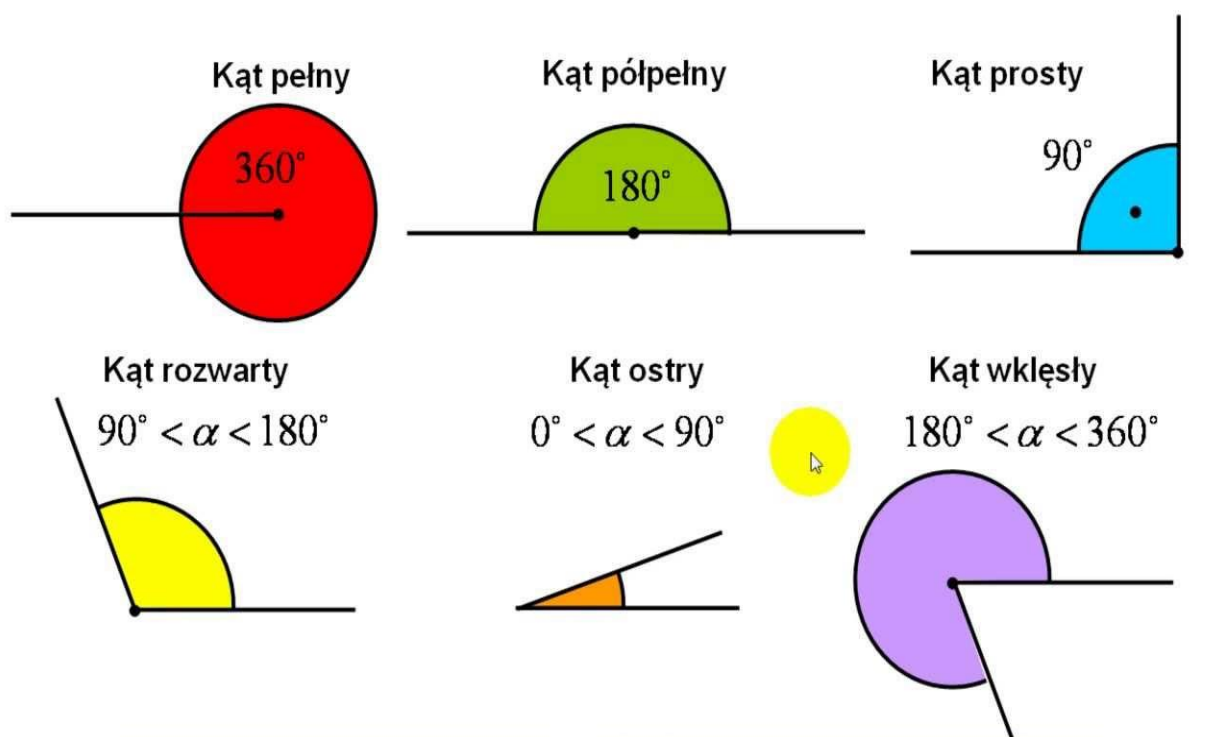 Kąt pełny
360°
Kąt półpełny
180°
Kąt prosty
90°
Kąt rozwarty
90° < α < 180°
Kąt ostry
0° < α < 90°
Kąt wklęsły
180° < α < 360°